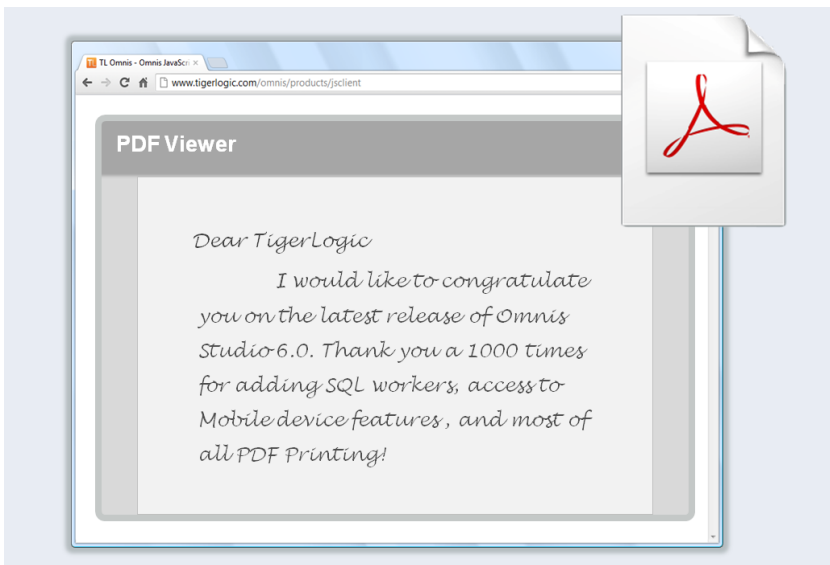 TL Omnis - Omnis JavaScri
www.tigerlogic.com/omnis/products/jsclient
PDF Viewer
Dear TigerLogic
I would like to congratulate
you on the latest release of Omnis
Studio 6.0. Thank you a 1000 times
for adding SQL workers, access to
Mobile device features, and most of
all PDF Printing!